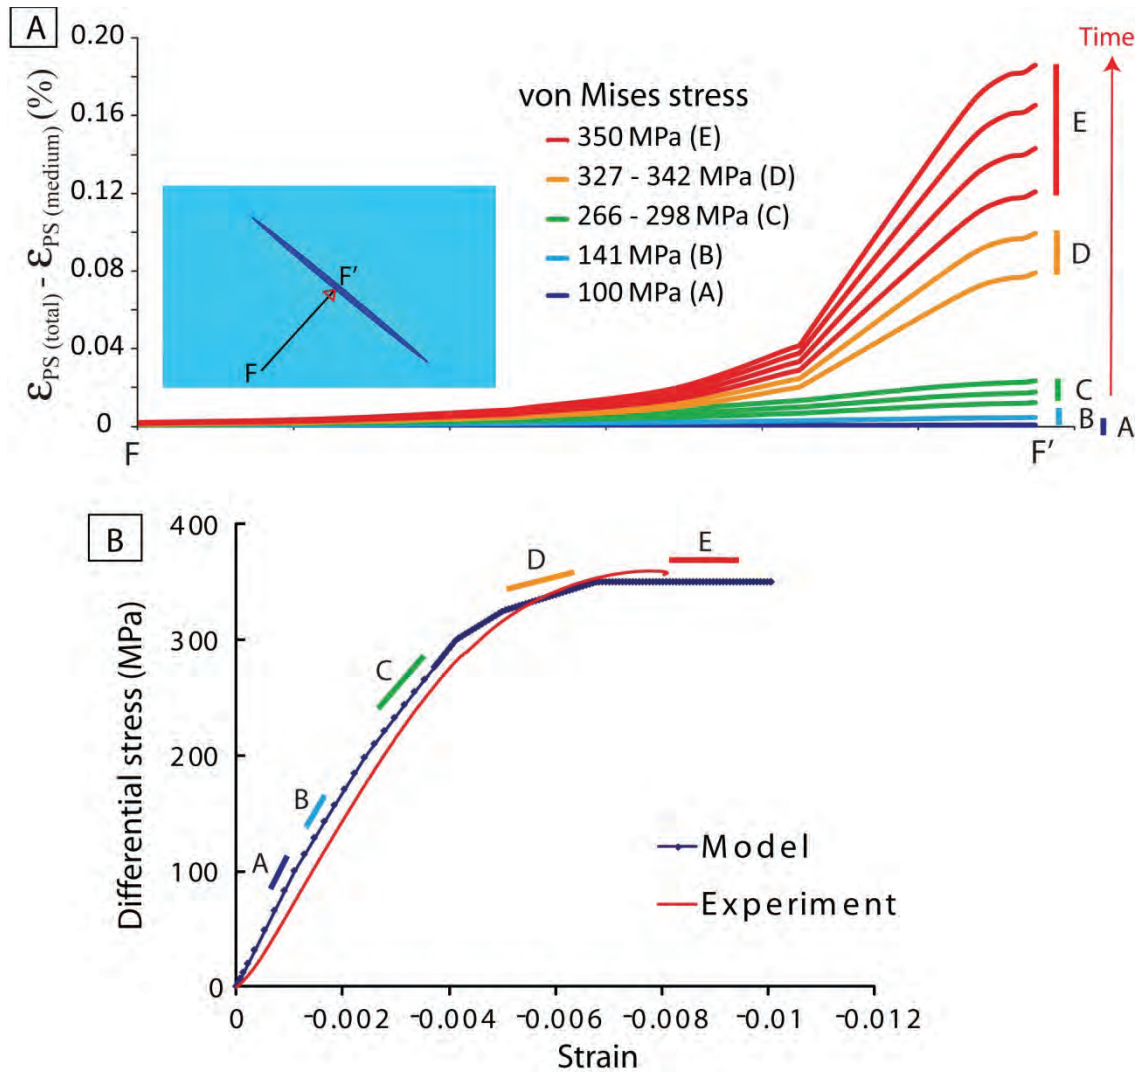 A
0.20
0.16
0.12
0.08
0.04
0
εPS (total) - εPS (medium) (%)
von Mises stress
350 MPa (E)
327 - 342 MPa (D)
266 - 298 MPa (C)
141 MPa (B)
100 MPa (A)
Time
E
D
C
B
A
F'
F
F
F'
B
400
300
200
100
0
Differential stress (MPa)
A
B
C
D
E
Model
Experiment
0
-0.002
-0.004
-0.006
-0.008
-0.01
-0.012
Strain